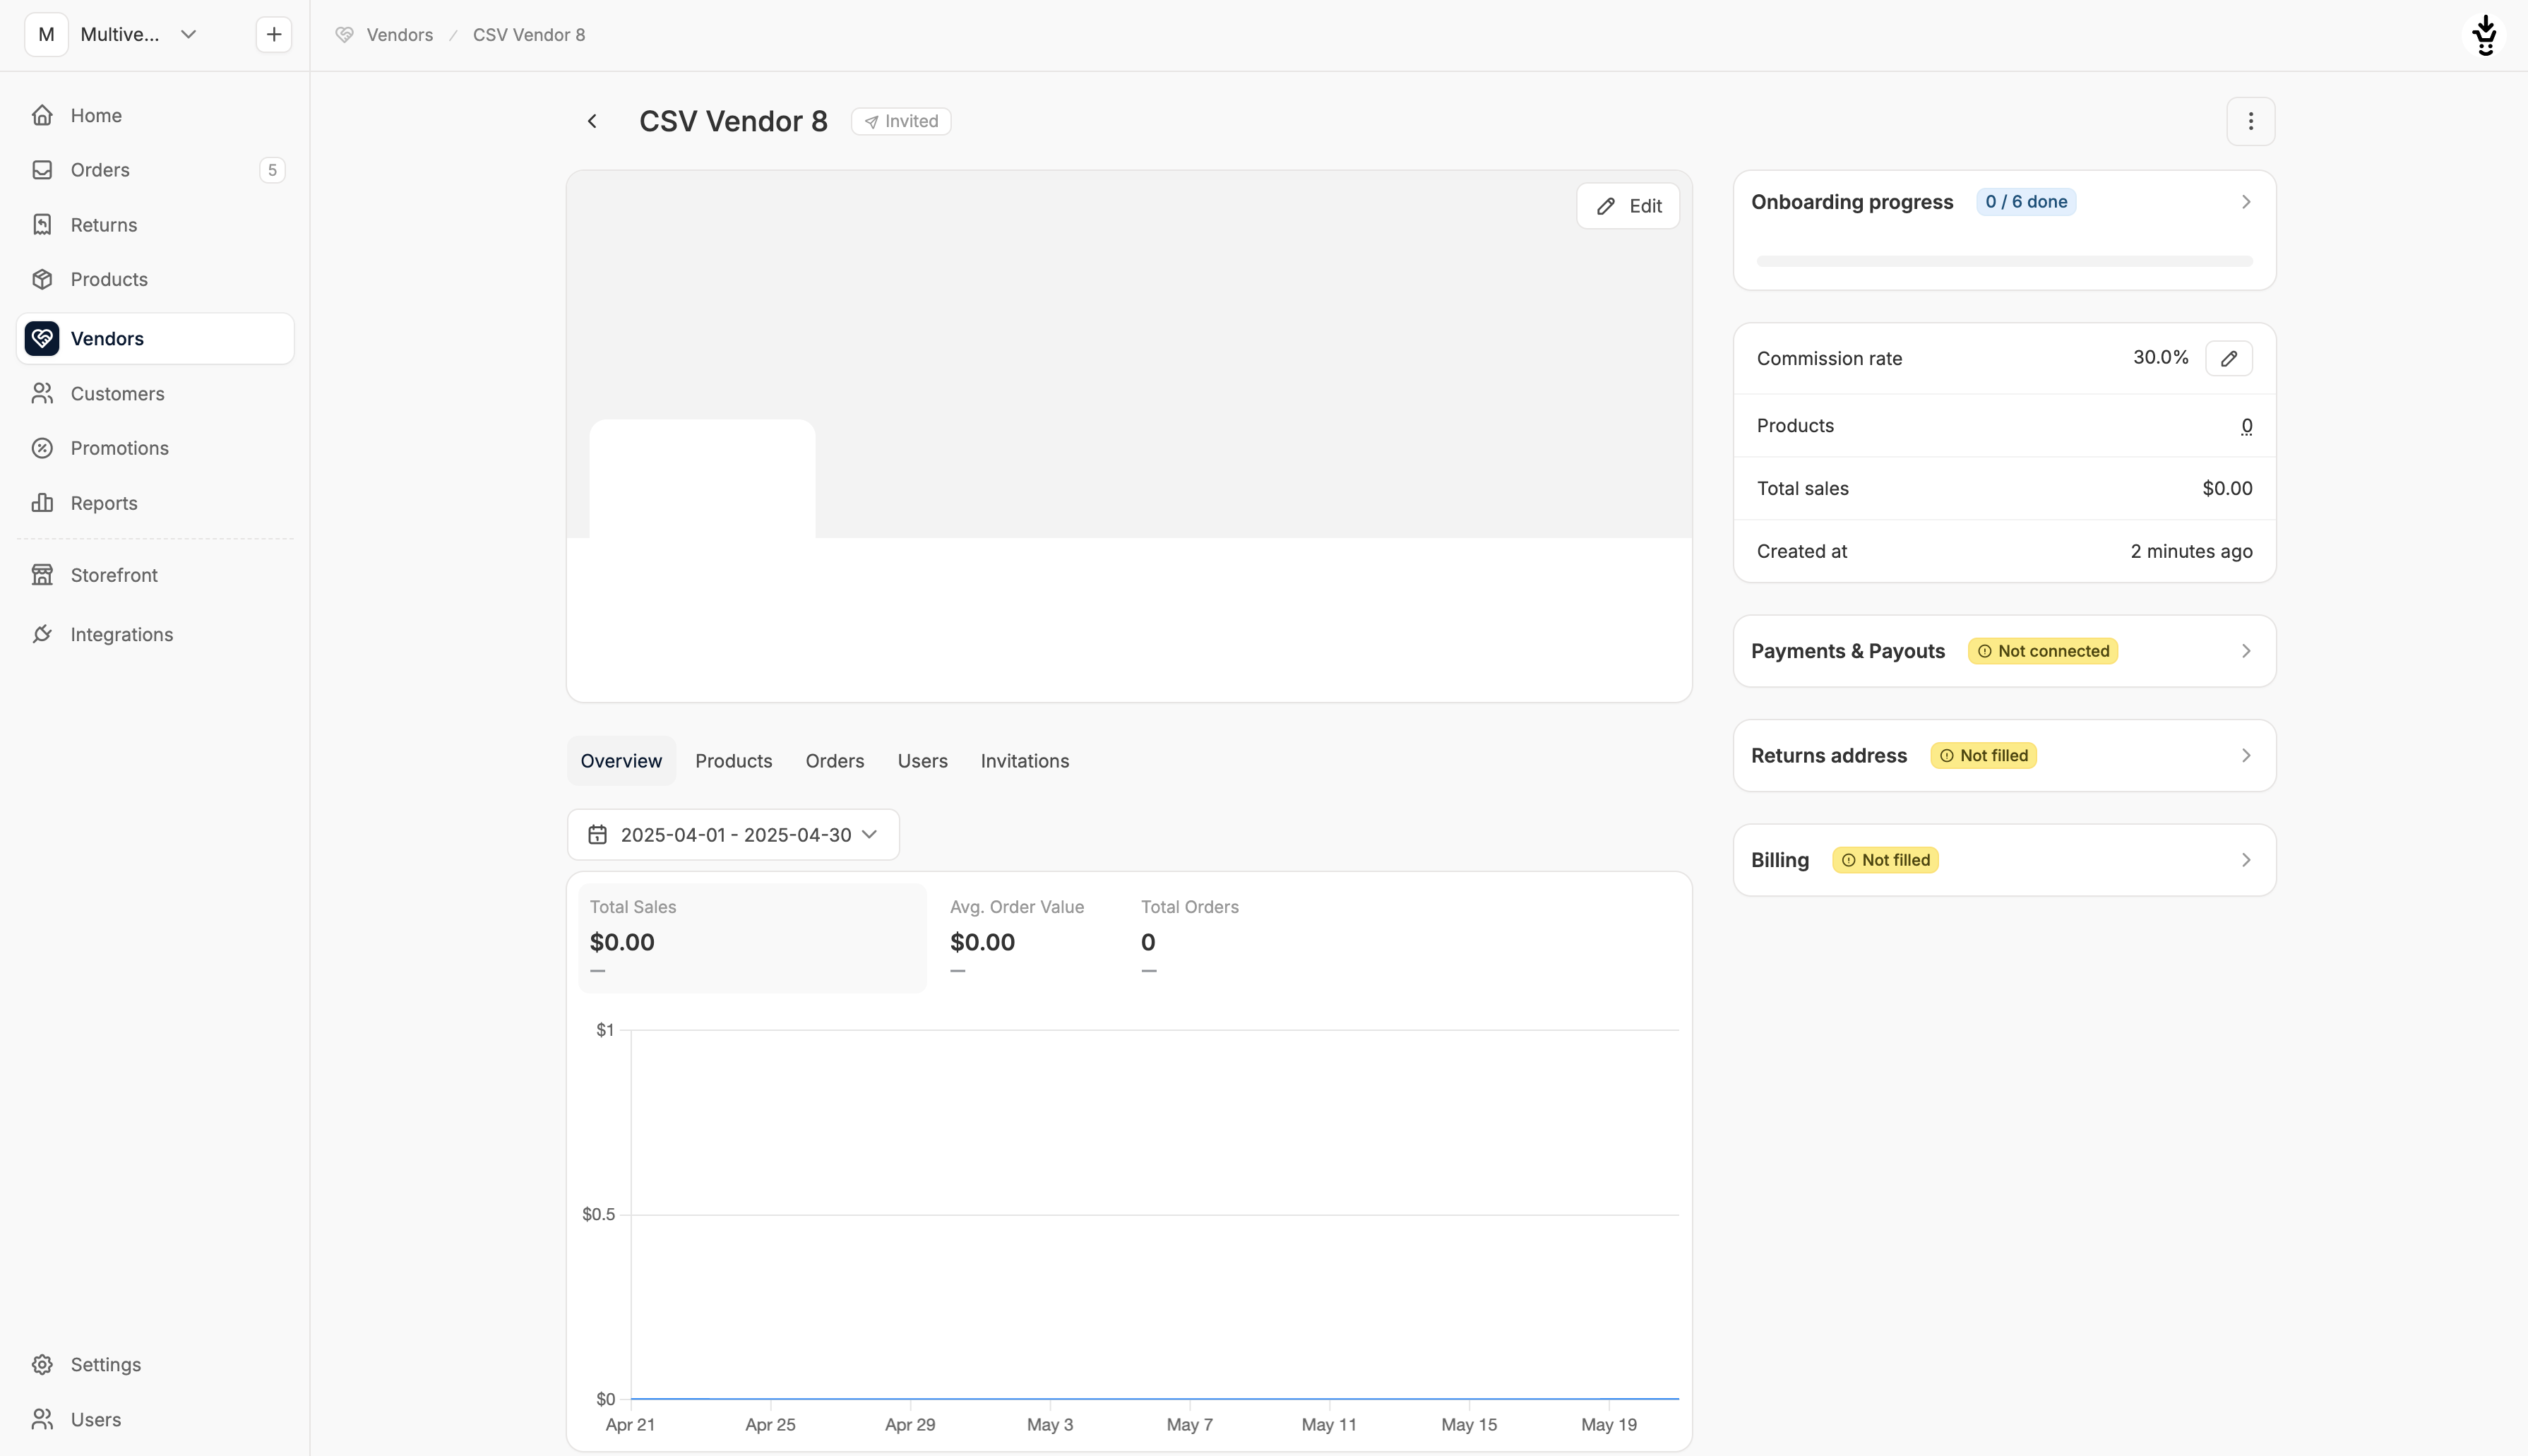 M Multive...
Vendors / CSV Vendor 8
Home
Orders 5
Returns
Products
Vendors
Customers
Promotions
Reports
Storefront
Integrations
Settings
Users
CSV Vendor 8 Invited
Edit
Overview Products Orders Users Invitations
2025-04-01 - 2025-04-30
Total Sales Avg. Order Value Total Orders
$0.00 $0.00 0
— — —
$1
$0.5
$0
Apr 21 Apr 25 Apr 29 May 3 May 7 May 11 May 15 May 19
Onboarding progress 0 / 6 done
Commission rate 30.0%
Products 0
Total sales $0.00
Created at 2 minutes ago
Payments & Payouts Not connected
Returns address Not filled
Billing Not filled